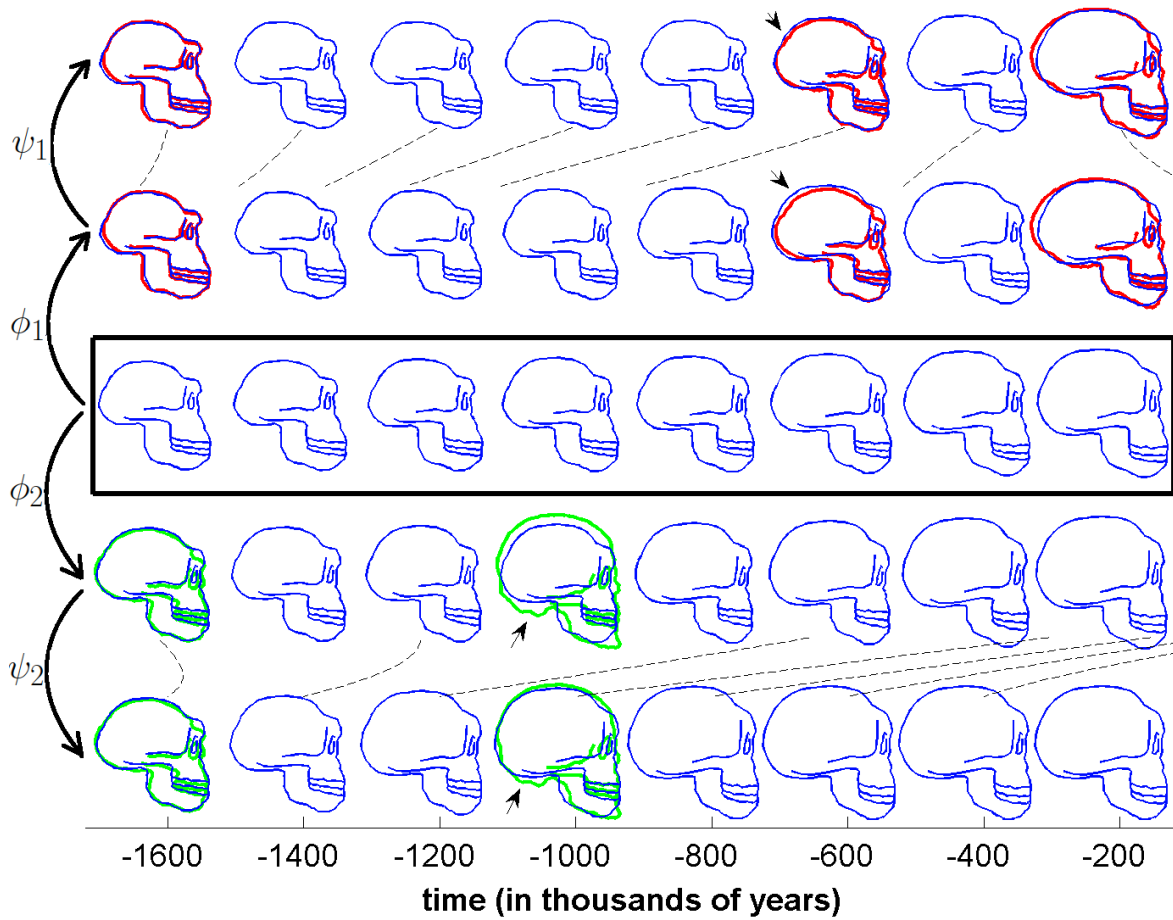 ψ₁
ϕ₁
ϕ₂
ψ₂
-1600 -1400 -1200 -1000 -800 -600 -400 -200
time (in thousands of years)